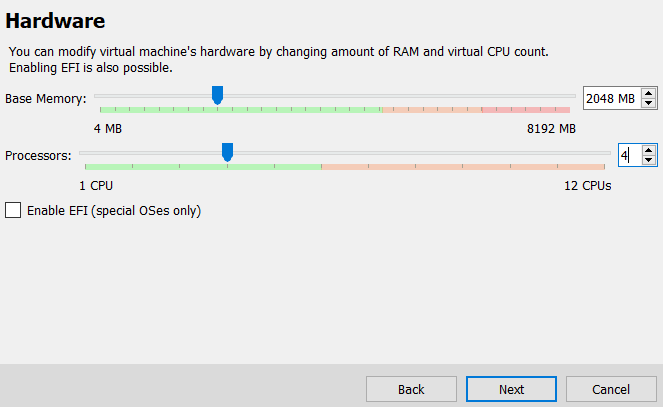 Hardware
You can modify virtual machine's hardware by changing amount of RAM and virtual CPU count.
Enabling EFI is also possible.
Base Memory: 2048 MB
4 MB 8192 MB
Processors: 4
1 CPU 12 CPUs
Enable EFI (special OSes only)
Back Next Cancel